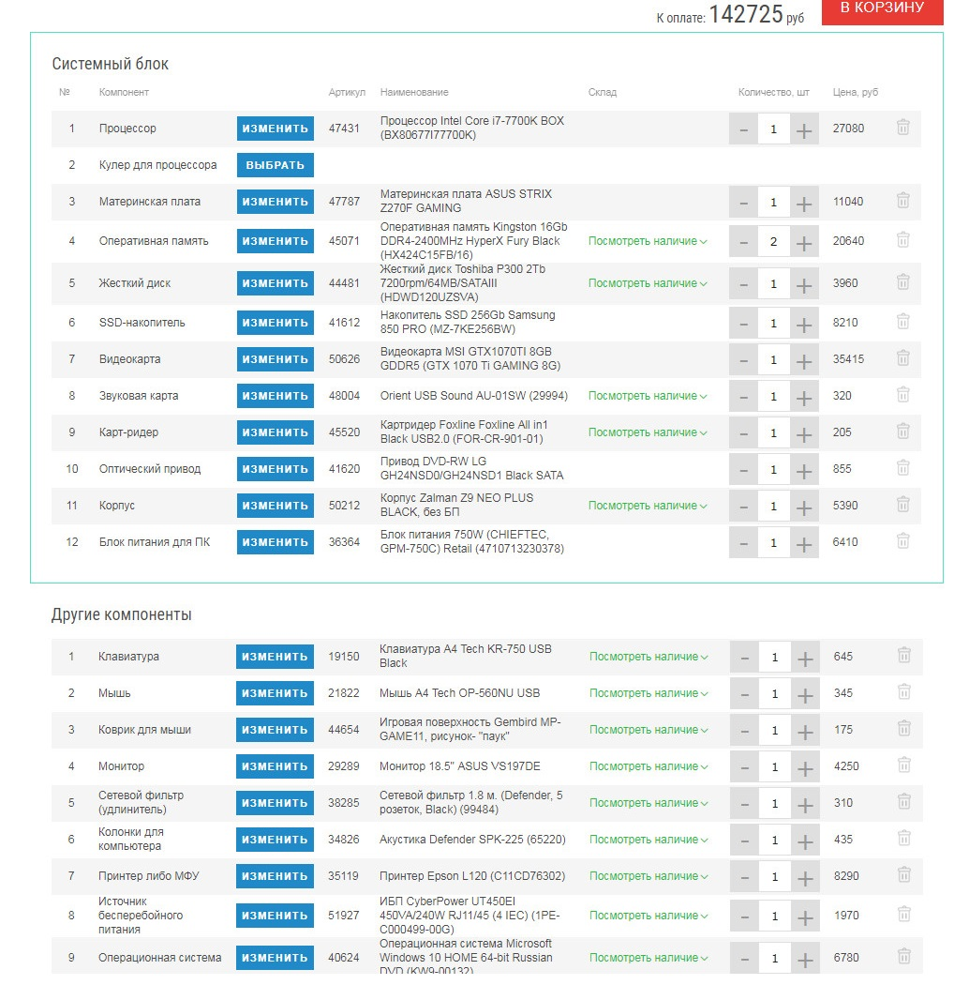 К оплате: 142725 руб
В КОРЗИНУ
Системный блок
№ Компонент Артикул Наименование Склад Количество, шт Цена, руб
1 Процессор ИЗМЕНИТЬ 47431 Процессор Intel Core i7-7700K BOX (BX80677I77700K) - 1 + 27080
2 Кулер для процессора ВЫБРАТЬ
3 Материнская плата ИЗМЕНИТЬ 47787 Материнская плата ASUS STRIX Z270F GAMING - 1 + 11040
4 Оперативная память ИЗМЕНИТЬ 45071 Оперативная память Kingston 16Gb DDR4-2400MHz HyperX Fury Black (HX424C15FB/16) Посмотреть наличие - 2 + 20640
5 Жесткий диск ИЗМЕНИТЬ 44481 Жесткий диск Toshiba P300 2Tb 7200rpm/64MB/SATAIII (HDWD120UZSVA) Посмотреть наличие - 1 + 3960
6 SSD-накопитель ИЗМЕНИТЬ 41612 Накопитель SSD 256Gb Samsung 850 PRO (MZ-7KE256BW) - 1 + 8210
7 Видеокарта ИЗМЕНИТЬ 50626 Видеокарта MSI GTX1070TI 8GB GDDR5 (GTX 1070 Ti GAMING 8G) - 1 + 35415
8 Звуковая карта ИЗМЕНИТЬ 48004 Orient USB Sound AU-01SW (29994) Посмотреть наличие - 1 + 320
9 Карт-ридер ИЗМЕНИТЬ 45520 Картридер Foxline Foxline All in1 Black USB2.0 (FOR-CR-901-01) Посмотреть наличие - 1 + 205
10 Оптический привод ИЗМЕНИТЬ 41620 Привод DVD-RW LG GH24NSD0/GH24NSD1 Black SATA - 1 + 855
11 Корпус ИЗМЕНИТЬ 50212 Корпус Zalman Z9 NEO PLUS BLACK, без БП Посмотреть наличие - 1 + 5390
12 Блок питания для ПК ИЗМЕНИТЬ 36364 Блок питания 750W (CHIEFTEC, GPM-750C) Retail (4710713230378) - 1 + 6410
Другие компоненты
1 Клавиатура ИЗМЕНИТЬ 19150 Клавиатура A4 Tech KR-750 USB Black Посмотреть наличие - 1 + 645
2 Мышь ИЗМЕНИТЬ 21822 Мышь A4 Tech OP-560NU USB Посмотреть наличие - 1 + 345
3 Коврик для мыши ИЗМЕНИТЬ 44654 Игровая поверхность Gembird MP-GAME11, рисунок- "паук" Посмотреть наличие - 1 + 175
4 Монитор ИЗМЕНИТЬ 29289 Монитор 18.5" ASUS VS197DE Посмотреть наличие - 1 + 4250
5 Сетевой фильтр (удлинитель) ИЗМЕНИТЬ 38285 Сетевой фильтр 1.8 м. (Defender, 5 розеток, Black) (99484) Посмотреть наличие - 1 + 310
6 Колонки для компьютера ИЗМЕНИТЬ 34826 Акустика Defender SPK-225 (65220) Посмотреть наличие - 1 + 435
7 Принтер либо МФУ ИЗМЕНИТЬ 35119 Принтер Epson L120 (C11CD76302) Посмотреть наличие - 1 + 8290
8 Источник бесперебойного питания ИЗМЕНИТЬ 51927 ИБП CyberPower UT450EI 450VA/240W RJ11/45 (4 IEC) (1PE-C000499-00G) Посмотреть наличие - 1 + 1970
9 Операционная система ИЗМЕНИТЬ 40624 Операционная система Microsoft Windows 10 HOME 64-bit Russian DVD (KW9-00132) Посмотреть наличие - 1 + 6780